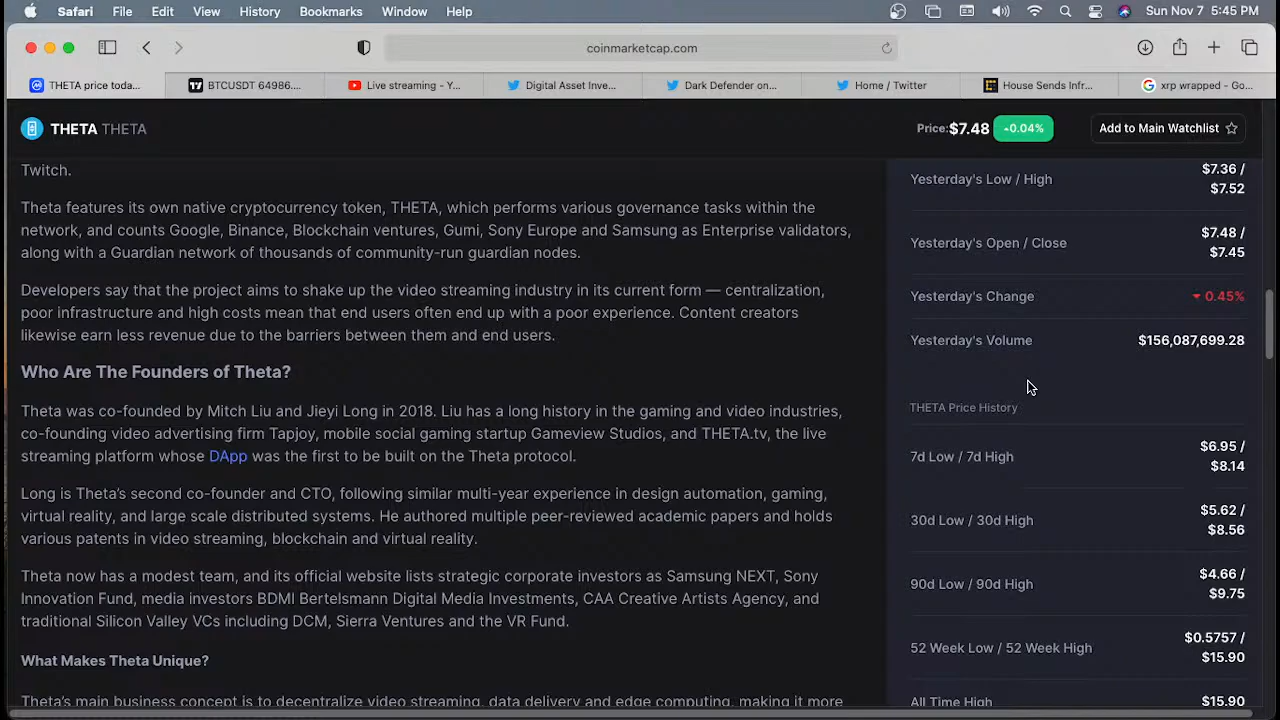 Safari File Edit View History Bookmarks Window Help Sun Nov 7 5:45 PM
coinmarketcap.com
THETA price toda... BTCUSDT 64986.... Live streaming - Y... Digital Asset Inve... Dark Defender on... Home / Twitter House Sends Infr... xrp wrapped - Go...
THETA THETA Price: $7.48 0.04% Add to Main Watchlist
Twitch.
Theta features its own native cryptocurrency token, THETA, which performs various governance tasks within the
network, and counts Google, Binance, Blockchain ventures, Gumi, Sony Europe and Samsung as Enterprise validators,
along with a Guardian network of thousands of community-run guardian nodes.
Developers say that the project aims to shake up the video streaming industry in its current form — centralization,
poor infrastructure and high costs mean that end users often end up with a poor experience. Content creators
likewise earn less revenue due to the barriers between them and end users.
Who Are The Founders of Theta?
Theta was co-founded by Mitch Liu and Jieyi Long in 2018. Liu has a long history in the gaming and video industries,
co-founding video advertising firm Tapjoy, mobile social gaming startup Gameview Studios, and THETA.tv, the live
streaming platform whose DApp was the first to be built on the Theta protocol.
Long is Theta's second co-founder and CTO, following similar multi-year experience in design automation, gaming,
virtual reality, and large scale distributed systems. He authored multiple peer-reviewed academic papers and holds
various patents in video streaming, blockchain and virtual reality.
Theta now has a modest team, and its official website lists strategic corporate investors as Samsung NEXT, Sony
Innovation Fund, media investors BDMI Bertelsmann Digital Media Investments, CAA Creative Artists Agency, and
traditional Silicon Valley VCs including DCM, Sierra Ventures and the VR Fund.
What Makes Theta Unique?
Theta's main business concept is to decentralize video streaming, data delivery and edge computing, making it more
Yesterday's Low / High $7.36 /
$7.52
Yesterday's Open / Close $7.48 /
$7.45
Yesterday's Change 0.45%
Yesterday's Volume $156,087,699.28
THETA Price History
7d Low / 7d High $6.95 /
$8.14
30d Low / 30d High $5.62 /
$8.56
90d Low / 90d High $4.66 /
$9.75
52 Week Low / 52 Week High $0.5757 /
$15.90
All Time High $15.90